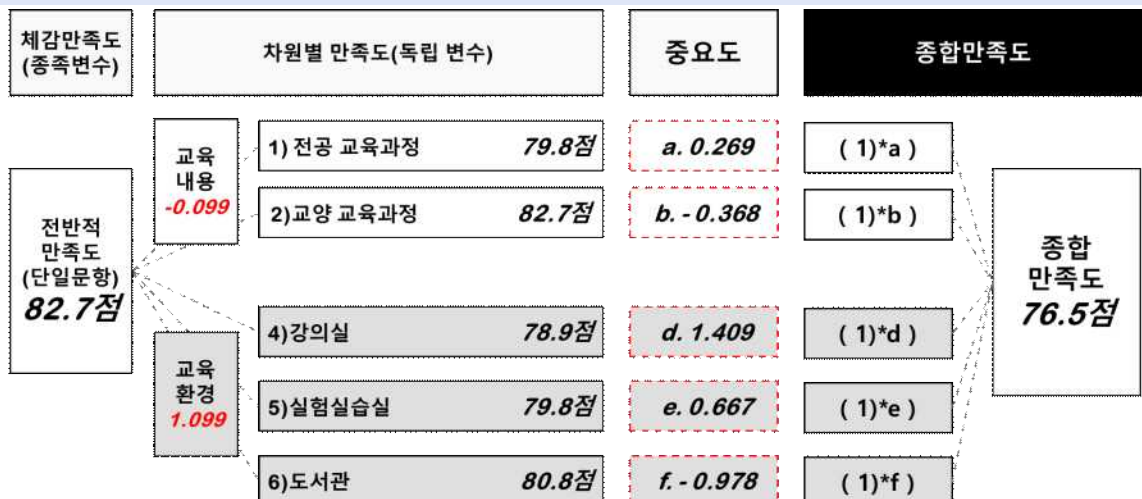 체감만족도
(종족변수)
차원별 만족도(독립 변수)
중요도
종합만족도
교육
내용
-0.099
1) 전공 교육과정 79.8점
a. 0.269
( 1)*a )
2)교양 교육과정 82.7점
b. - 0.368
( 1)*b )
전반적
만족도
(단일문항)
82.7점
종합
만족도
76.5점
4)강의실 78.9점
d. 1.409
( 1)*d )
교육
환경
1.099
5)실험실습실 79.8점
e. 0.667
( 1)*e )
6)도서관 80.8점
f. - 0.978
( 1)*f )